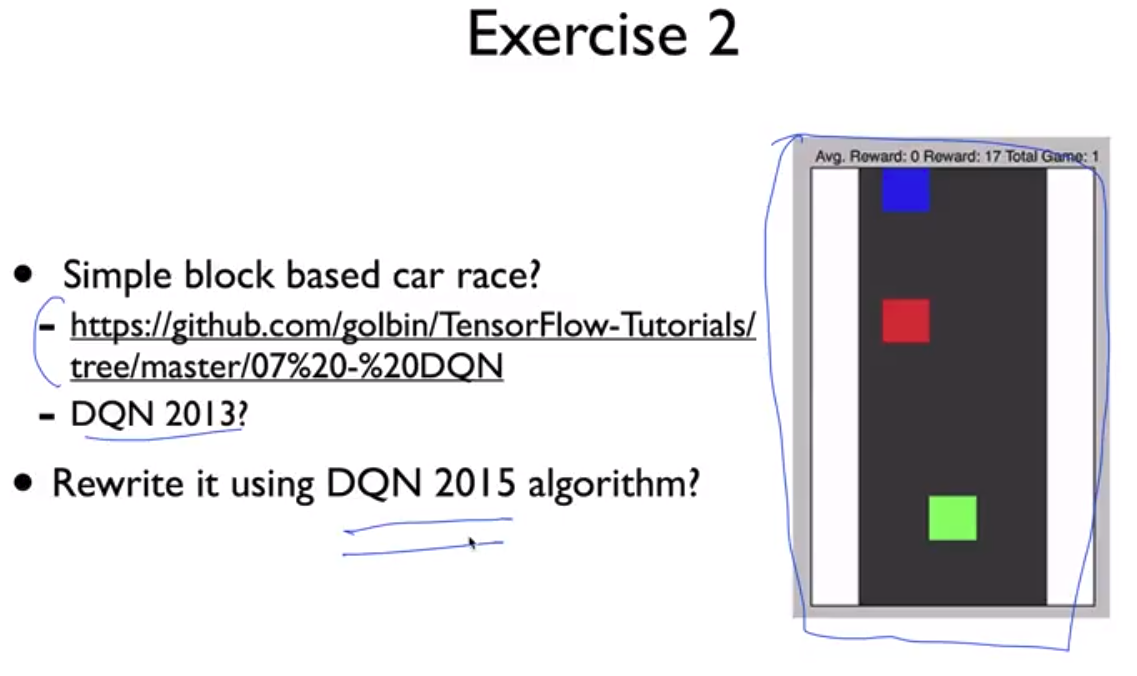 Exercise 2
Avg. Reward: 0 Reward: 17 Total Game: 1
• Simple block based car race?
- https://github.com/golbin/TensorFlow-Tutorials/
tree/master/07%20-%20DQN
- DQN 2013?
• Rewrite it using DQN 2015 algorithm?